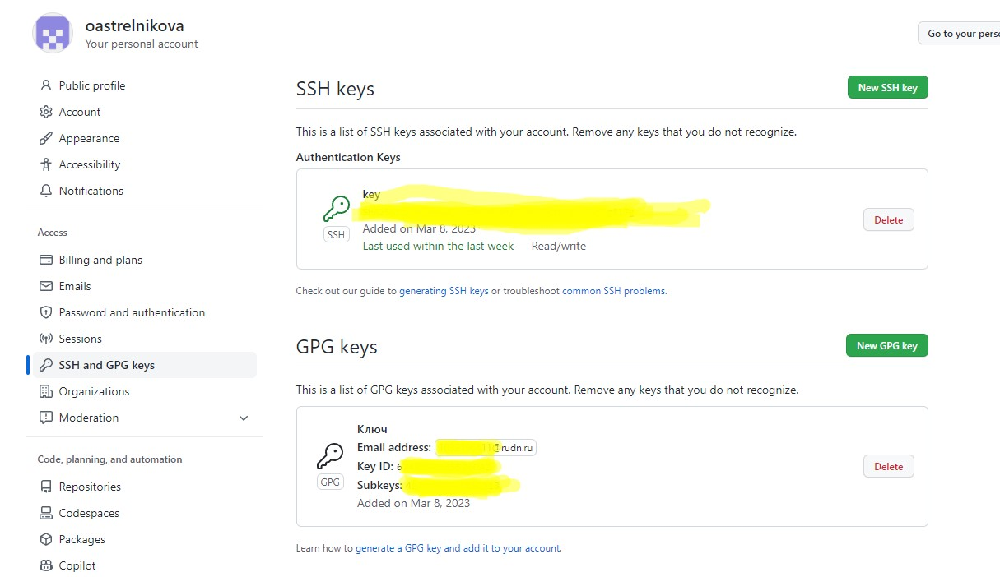 oastrelnikova
Your personal account
Go to your perso
Public profile
Account
Appearance
Accessibility
Notifications
Access
Billing and plans
Emails
Password and authentication
Sessions
SSH and GPG keys
Organizations
Moderation
Code, planning, and automation
Repositories
Codespaces
Packages
Copilot
SSH keys
New SSH key
This is a list of SSH keys associated with your account. Remove any keys that you do not recognize.
Authentication Keys
key
SSH
Added on Mar 8, 2023
Last used within the last week — Read/write
Delete
Check out our guide to generating SSH keys or troubleshoot common SSH problems.
GPG keys
New GPG key
This is a list of GPG keys associated with your account. Remove any keys that you do not recognize.
Ключ
Email address: 11@rudn.ru
Key ID: 6
GPG
Subkeys:
Added on Mar 8, 2023
Delete
Learn how to generate a GPG key and add it to your account.